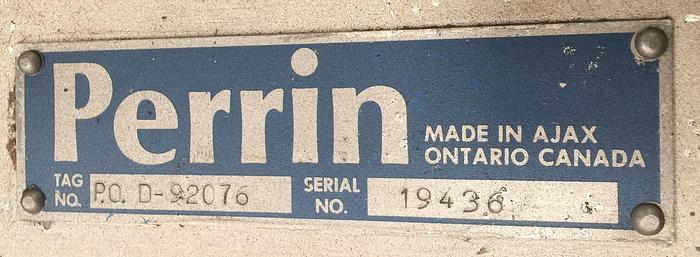 Perrin
MADE IN AJAX
ONTARIO CANADA
TAG
NO.
P.O. D-92076
SERIAL
NO.
19436